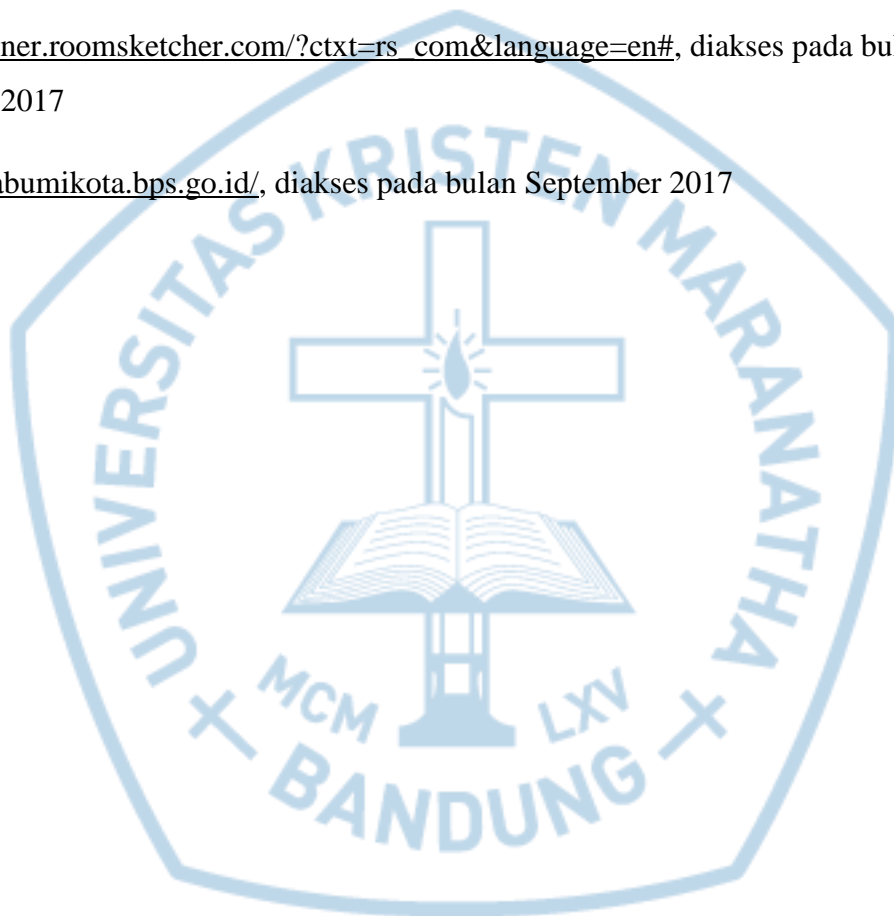 ner.roomsketcher.com/?ctxt=rs_com&language=en#, diakses pada bu
2017
abumikota.bps.go.id/, diakses pada bulan September 2017
UNIVERSITAS KRISTEN MARANATHA
MCM LXV
BANDUNG